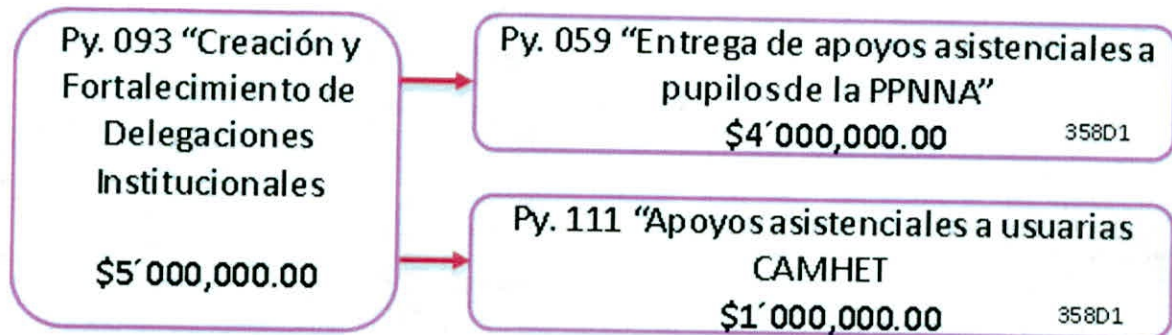 Py. 093 “Creación y
Fortalecimiento de
Delegaciones
Institucionales
$5´000,000.00
Py. 059 “Entrega de apoyos asistenciales a
pupilos de la PPNNA”
$4´000,000.00 358D1
Py. 111 “Apoyos asistenciales a usuarias
CAMHET
$1´000,000.00 358D1